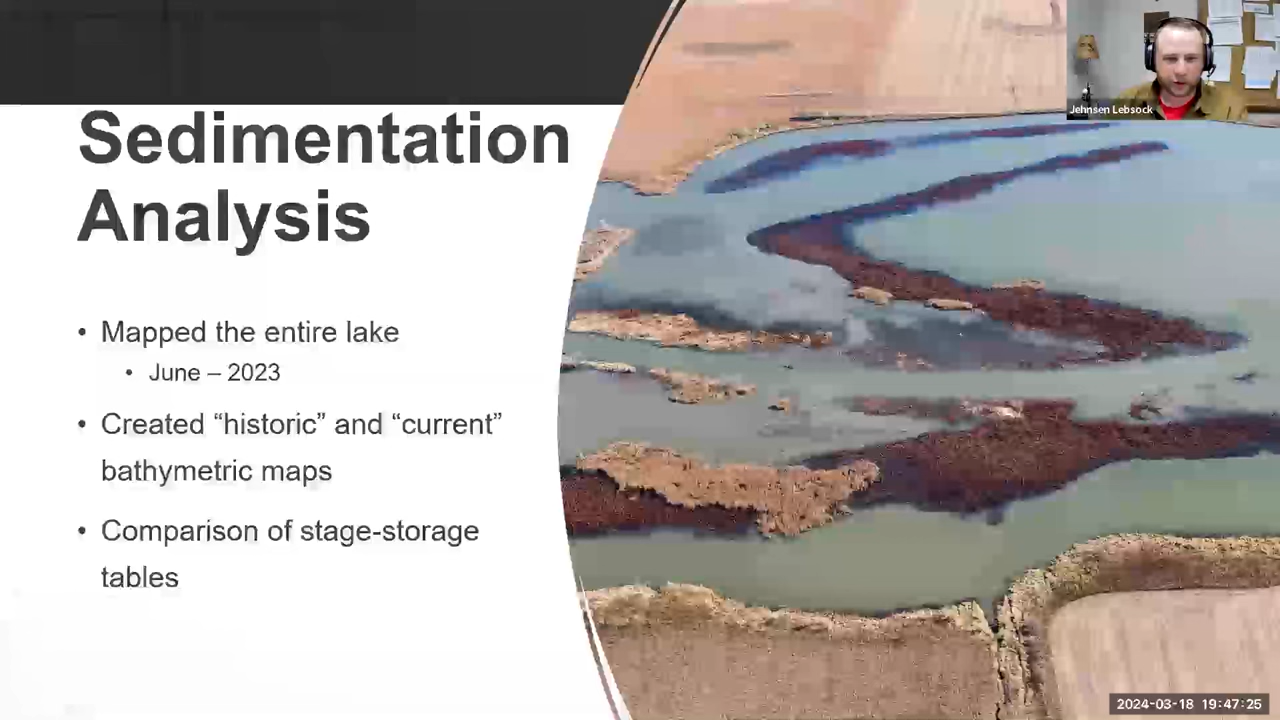 Sedimentation
Analysis
• Mapped the entire lake
• June – 2023
• Created “historic” and “current”
bathymetric maps
• Comparison of stage-storage
tables
Jehnsen Lebsock
2024-03-18 19:47:25